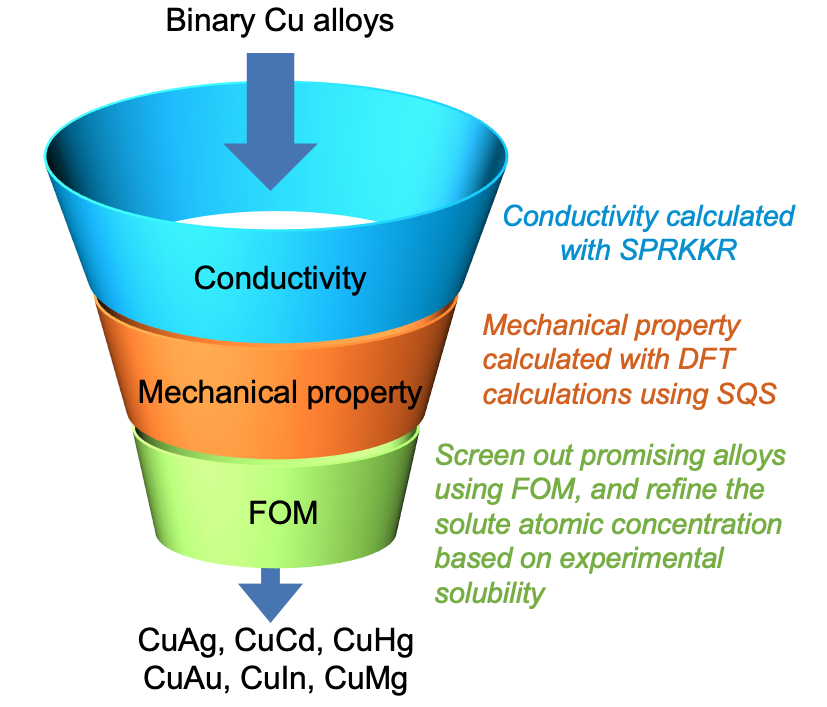 Binary Cu alloys
Conductivity
Conductivity calculated
with SPRKKR
Mechanical property
Mechanical property
calculated with DFT
calculations using SQS
FOM
Screen out promising alloys
using FOM, and refine the
solute atomic concentration
based on experimental
solubility
CuAg, CuCd, CuHg
CuAu, CuIn, CuMg